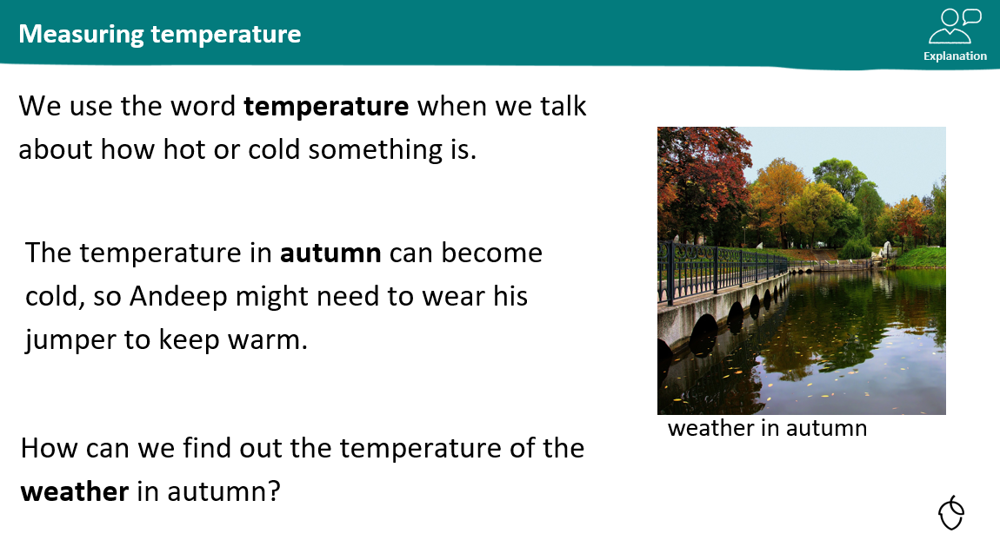 Measuring temperature
Explanation
We use the word temperature when we talk
about how hot or cold something is.
The temperature in autumn can become
cold, so Andeep might need to wear his
jumper to keep warm.
How can we find out the temperature of the
weather in autumn?
weather in autumn